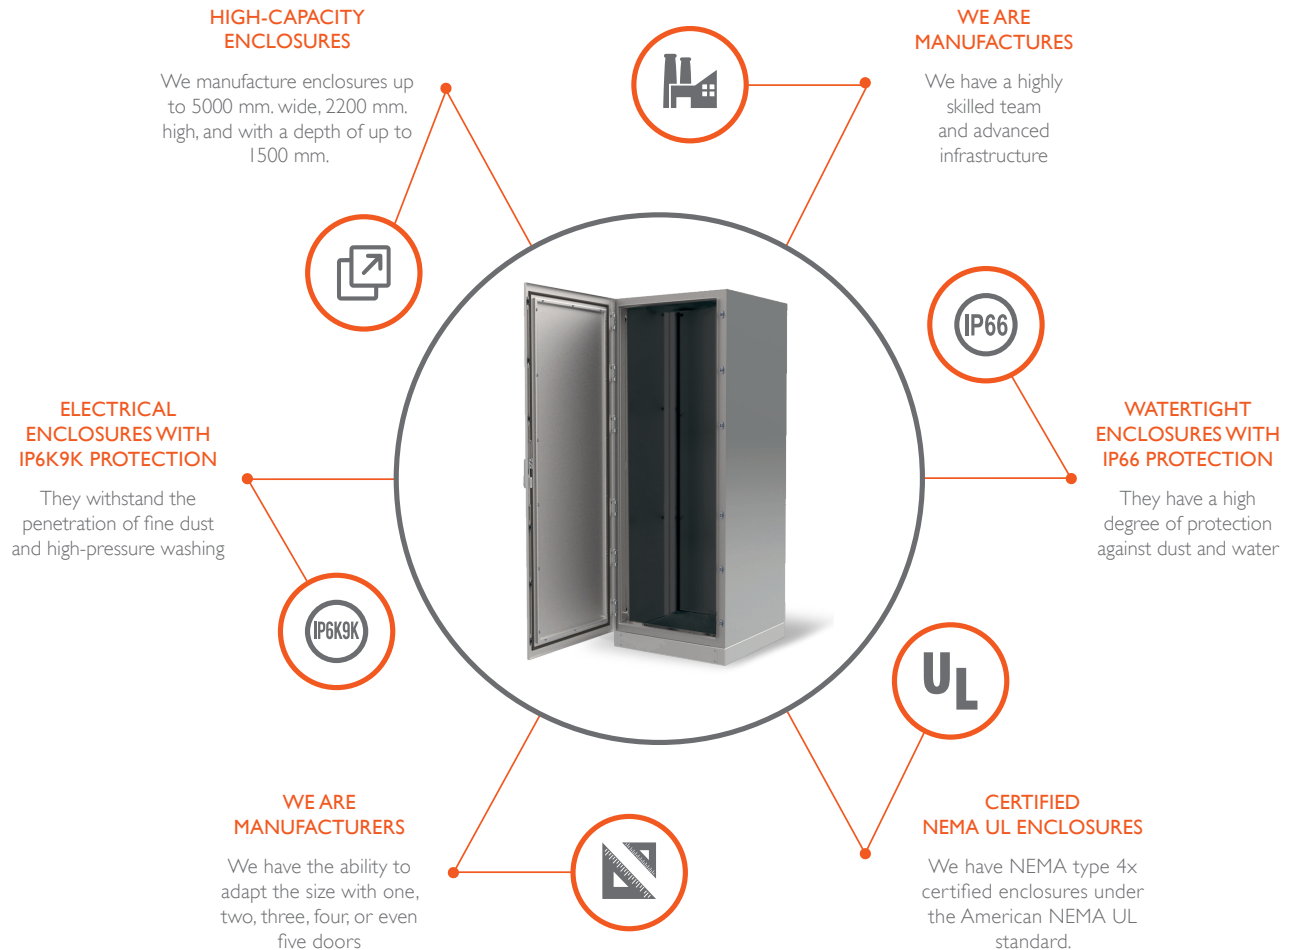 HIGH-CAPACITY
ENCLOSURES
We manufacture enclosures up
to 5000 mm. wide, 2200 mm.
high, and with a depth of up to
1500 mm.
WE ARE
MANUFACTURES
We have a highly
skilled team
and advanced
infrastructure
IP66
ELECTRICAL
ENCLOSURES WITH
IP6K9K PROTECTION
They withstand the
penetration of fine dust
and high-pressure washing
IP6K9K
WATERTIGHT
ENCLOSURES WITH
IP66 PROTECTION
They have a high
degree of protection
against dust and water
UL
WE ARE
MANUFACTURERS
We have the ability to
adapt the size with one,
two, three, four, or even
five doors
CERTIFIED
NEMA UL ENCLOSURES
We have NEMA type 4x
certified enclosures under
the American NEMA UL
standard.